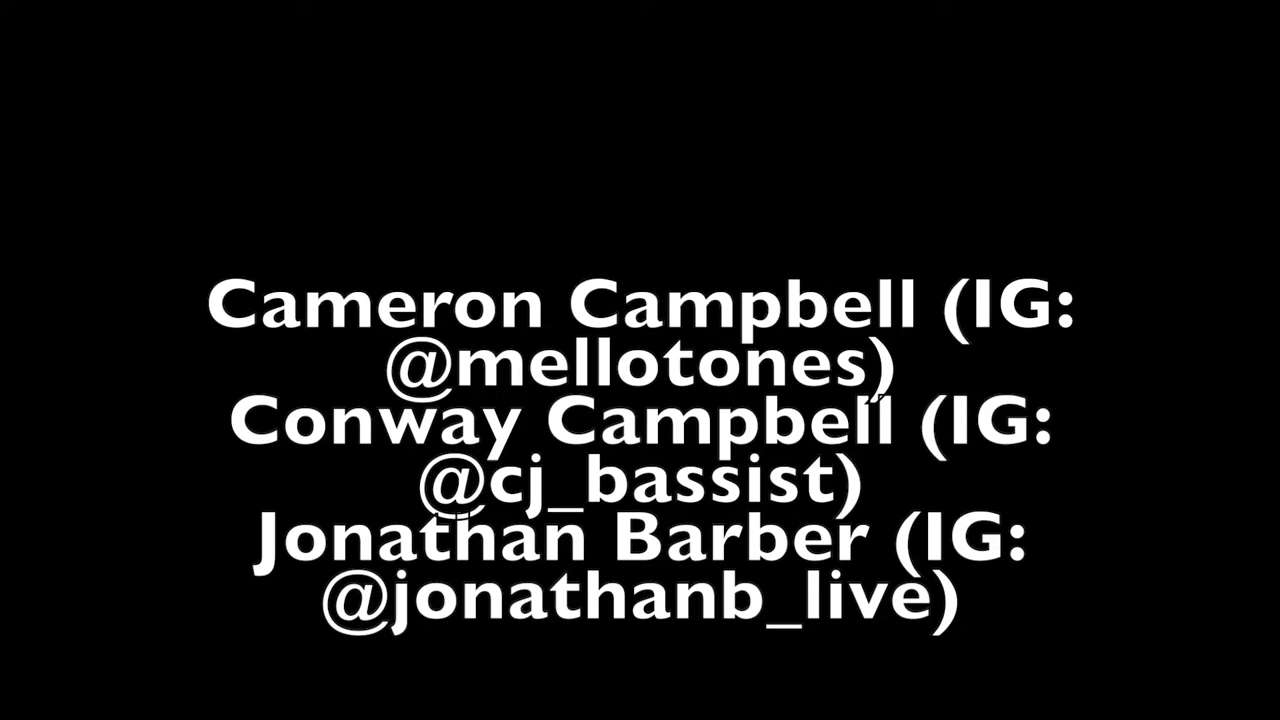 Cameron Campbell (IG:
@mellotones)
Conway Campbell (IG:
@cj_bassist)
Jonathan Barber (IG:
@jonathanb_live)